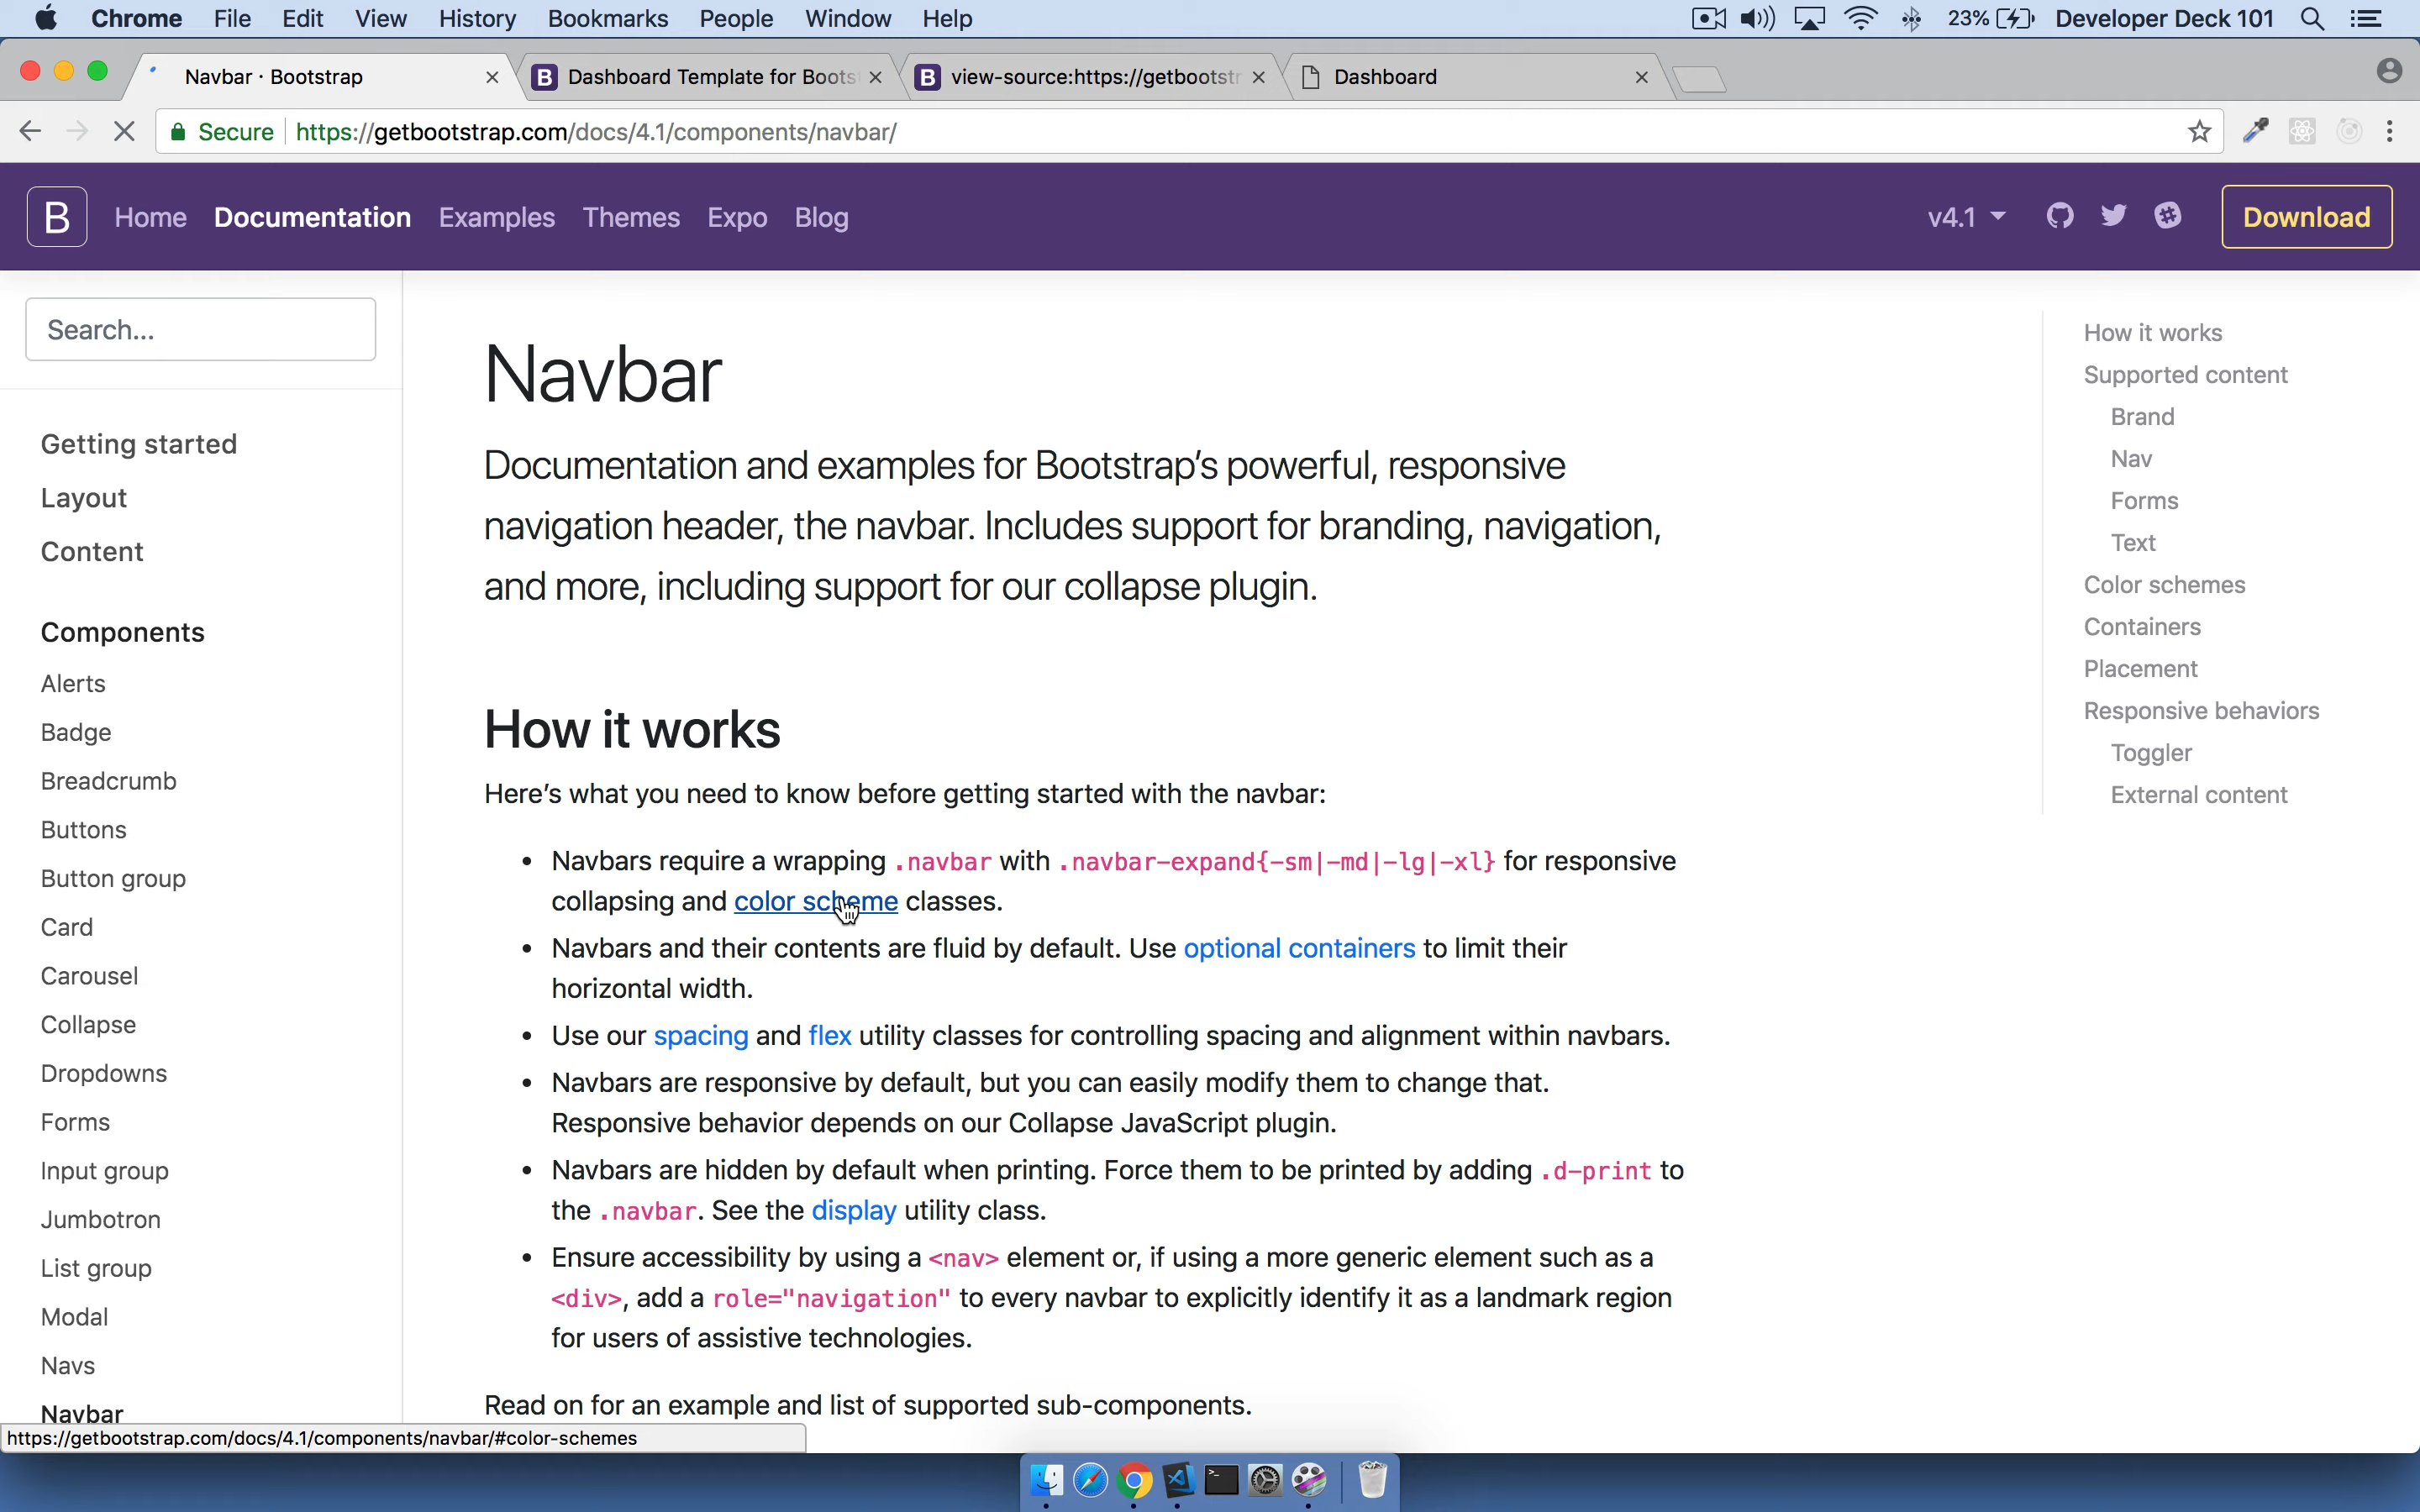 Chrome File Edit View History Bookmarks People Window Help 23% Developer Deck 101
Navbar · Bootstrap Dashboard Template for Boots view-source:https://getbootstr Dashboard
Secure https://getbootstrap.com/docs/4.1/components/navbar/
B Home Documentation Examples Themes Expo Blog v4.1 Download
Search...
Getting started
Layout
Content
Components
Alerts
Badge
Breadcrumb
Buttons
Button group
Card
Carousel
Collapse
Dropdowns
Forms
Input group
Jumbotron
List group
Modal
Navs
Navbar
Navbar
Documentation and examples for Bootstrap's powerful, responsive
navigation header, the navbar. Includes support for branding, navigation,
and more, including support for our collapse plugin.
How it works
Here's what you need to know before getting started with the navbar:
• Navbars require a wrapping .navbar with .navbar-expand{-sm|-md|-lg|-xl} for responsive
collapsing and color scheme classes.
• Navbars and their contents are fluid by default. Use optional containers to limit their
horizontal width.
• Use our spacing and flex utility classes for controlling spacing and alignment within navbars.
• Navbars are responsive by default, but you can easily modify them to change that.
Responsive behavior depends on our Collapse JavaScript plugin.
• Navbars are hidden by default when printing. Force them to be printed by adding .d-print to
the .navbar. See the display utility class.
• Ensure accessibility by using a <nav> element or, if using a more generic element such as a
<div>, add a role="navigation" to every navbar to explicitly identify it as a landmark region
for users of assistive technologies.
Read on for an example and list of supported sub-components.
How it works
Supported content
Brand
Nav
Forms
Text
Color schemes
Containers
Placement
Responsive behaviors
Toggler
External content
https://getbootstrap.com/docs/4.1/components/navbar/#color-schemes